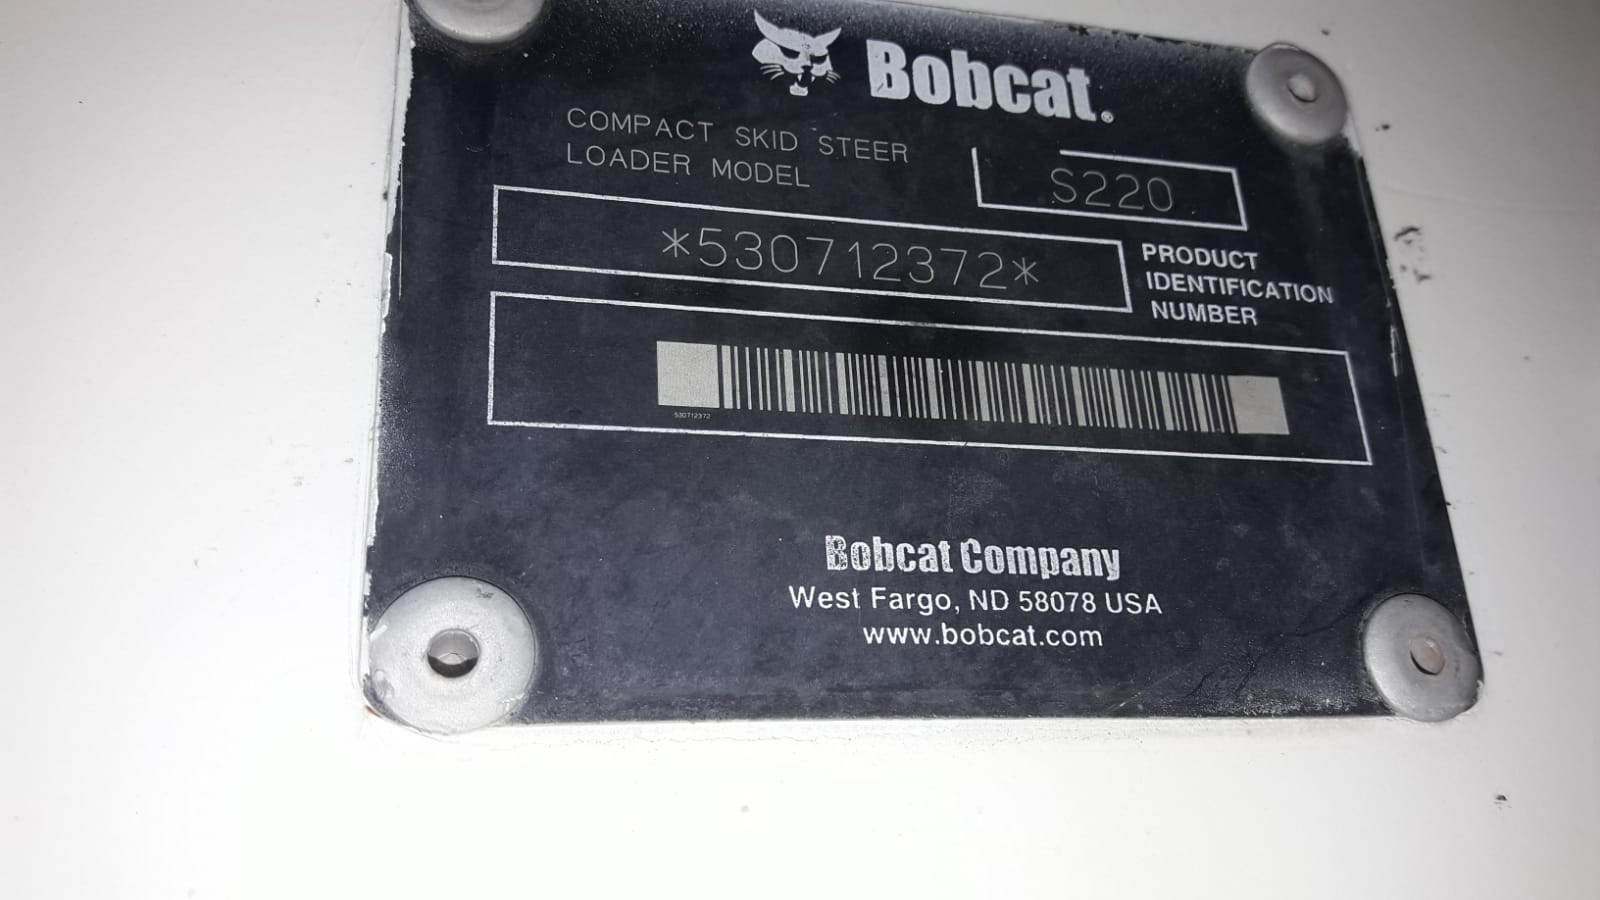 Bobcat®
COMPACT SKID STEER
LOADER MODEL
S220
*530712372*
PRODUCT
IDENTIFICATION
NUMBER
530712372
Bobcat Company
West Fargo, ND 58078 USA
www.bobcat.com